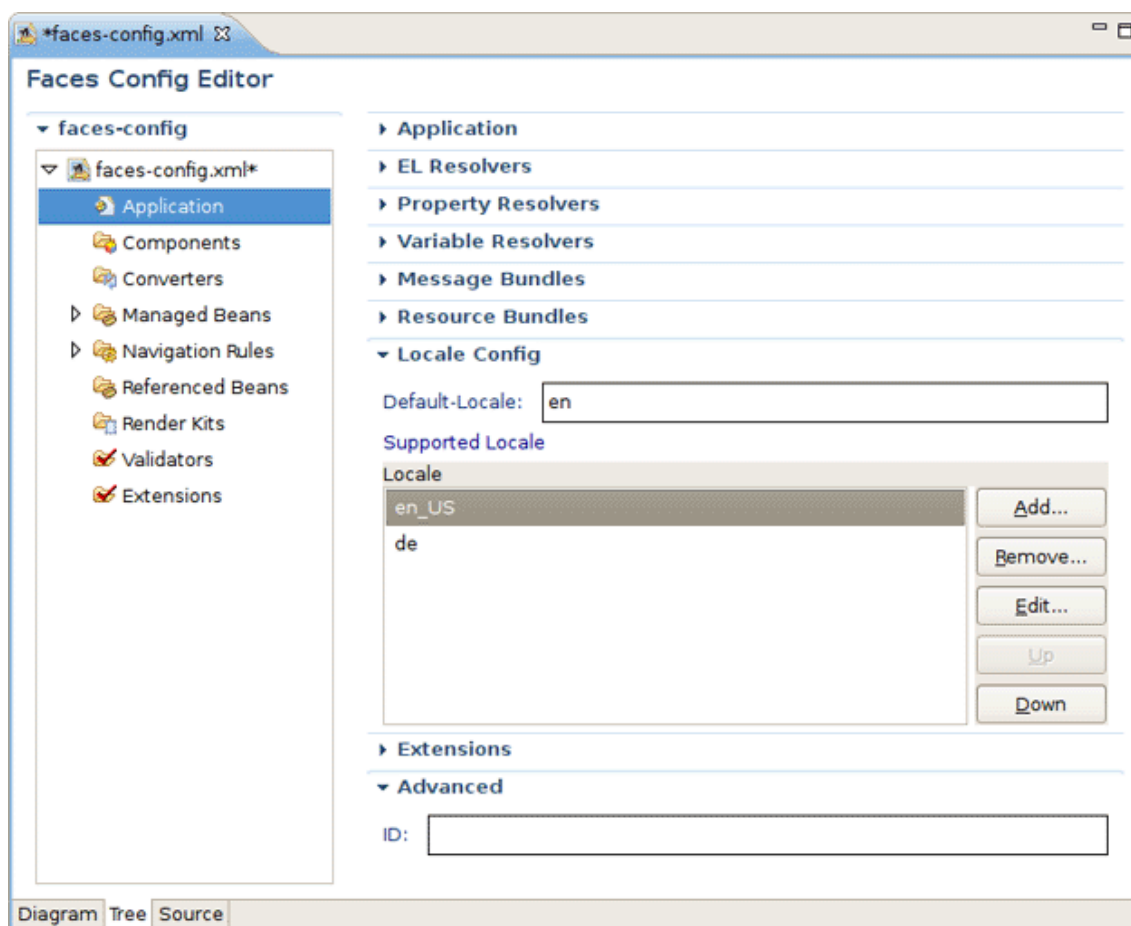 *faces-config.xml
Faces Config Editor
faces-config
faces-config.xml*
Application
Components
Converters
Managed Beans
Navigation Rules
Referenced Beans
Render Kits
Validators
Extensions
Application
EL Resolvers
Property Resolvers
Variable Resolvers
Message Bundles
Resource Bundles
Locale Config
Default-Locale: en
Supported Locale
Locale
en_US
de
Add...
Remove...
Edit...
Up
Down
Extensions
Advanced
ID:
Diagram Tree Source